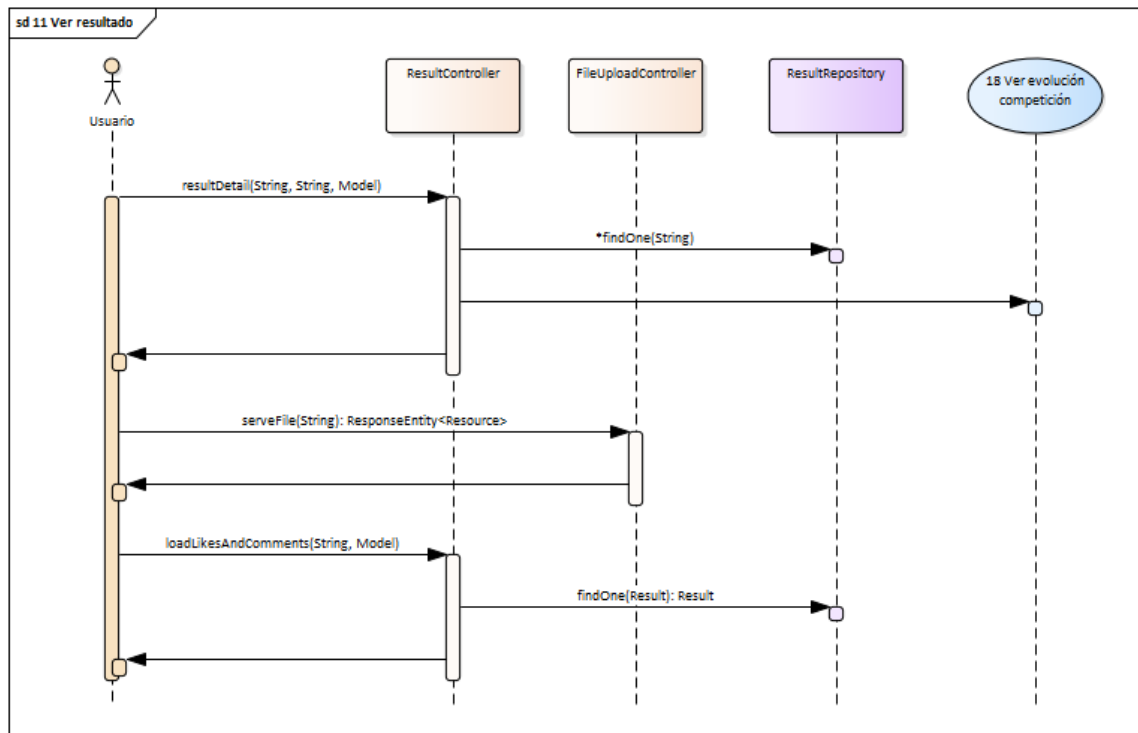 sd 11 Ver resultado
Usuario
ResultController
FileUploadController
ResultRepository
18 Ver evolución
competición
resultDetail(String, String, Model)
*findOne(String)
serveFile(String): ResponseEntity<Resource>
loadLikesAndComments(String, Model)
findOne(Result): Result